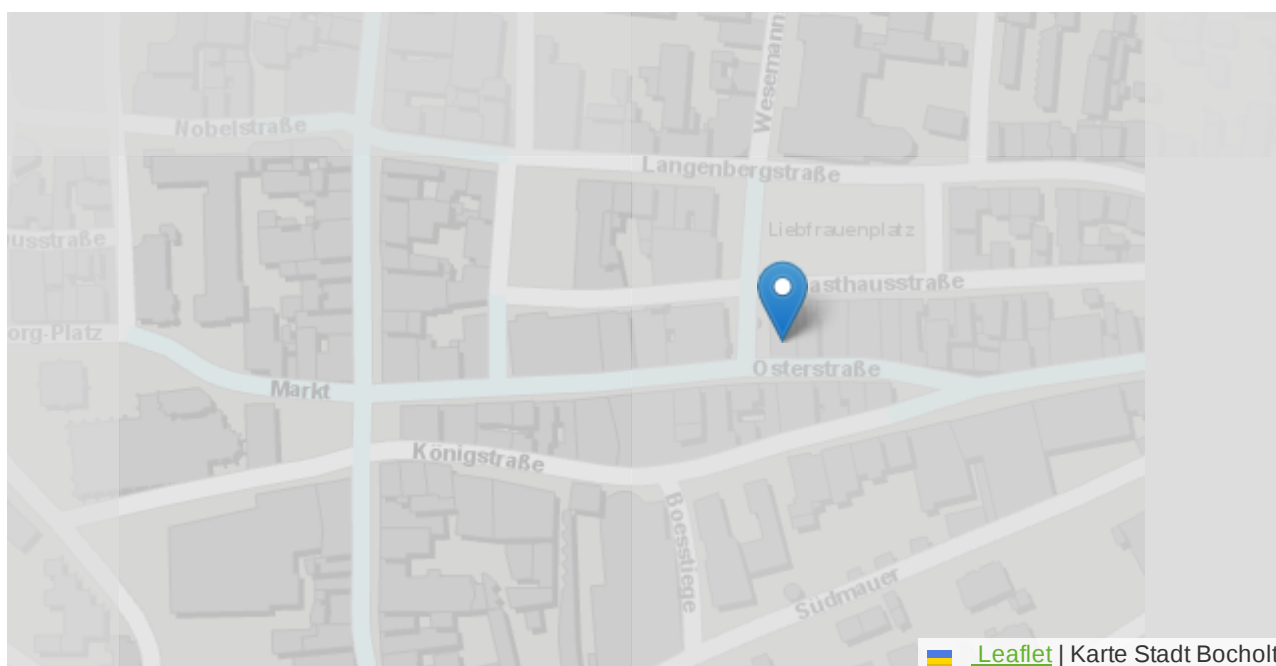 Wesemann
Nobelstraße
Langenbergstraße
Liebfrauenplatz
usstraße
asthausstraße
org-Platz
Osterstraße
Markt
Königstraße
Boesstiege
Südmauer
Leaflet | Karte Stadt Bocholt